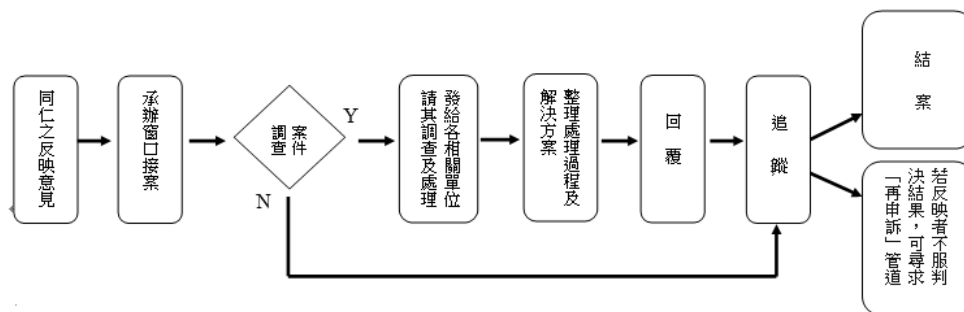 同仁之反映意見
承辦窗口接案
案件
調查
Y
N
發給各相關單位
請其調查及處理
整理處理過程及
解決方案
回覆
追蹤
結案
若反映者不服判
決結果，可尋求
「再申訴」管道